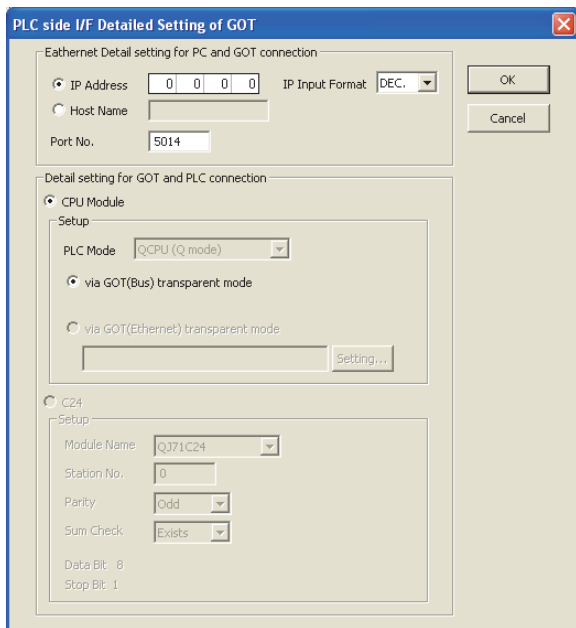 PLC side I/F Detailed Setting of GOT
Eathernet Detail setting for PC and GOT connection
IP Address 0 0 0 0 IP Input Format DEC. OK
Host Name Cancel
Port No. 5014
Detail setting for GOT and PLC connection
CPU Module
Setup
PLC Mode QCPU (Q mode)
via GOT(Bus) transparent mode
via GOT(Ethernet) transparent mode
Setting...
C24
Setup
Module Name QJ71C24
Station No. 0
Parity Odd
Sum Check Exists
Data Bit 8
Stop Bit 1